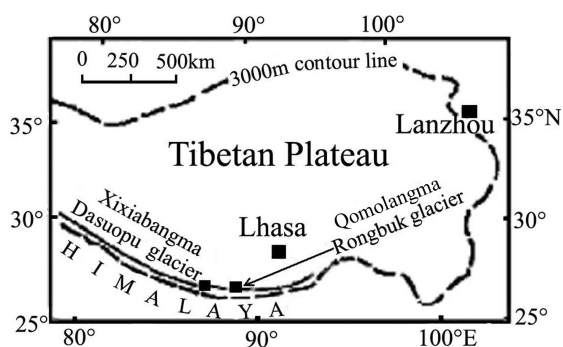 80° 90° 100°
0 250 500km
3000m contour line
35°
35°N
Lanzhou
Tibetan Plateau
Xixiabangma
Dasuopu glacier
Lhasa
Qomolangma
Rongbuk glacier
30°
30°
HIMALAYA
25°
25°
80° 90° 100°E